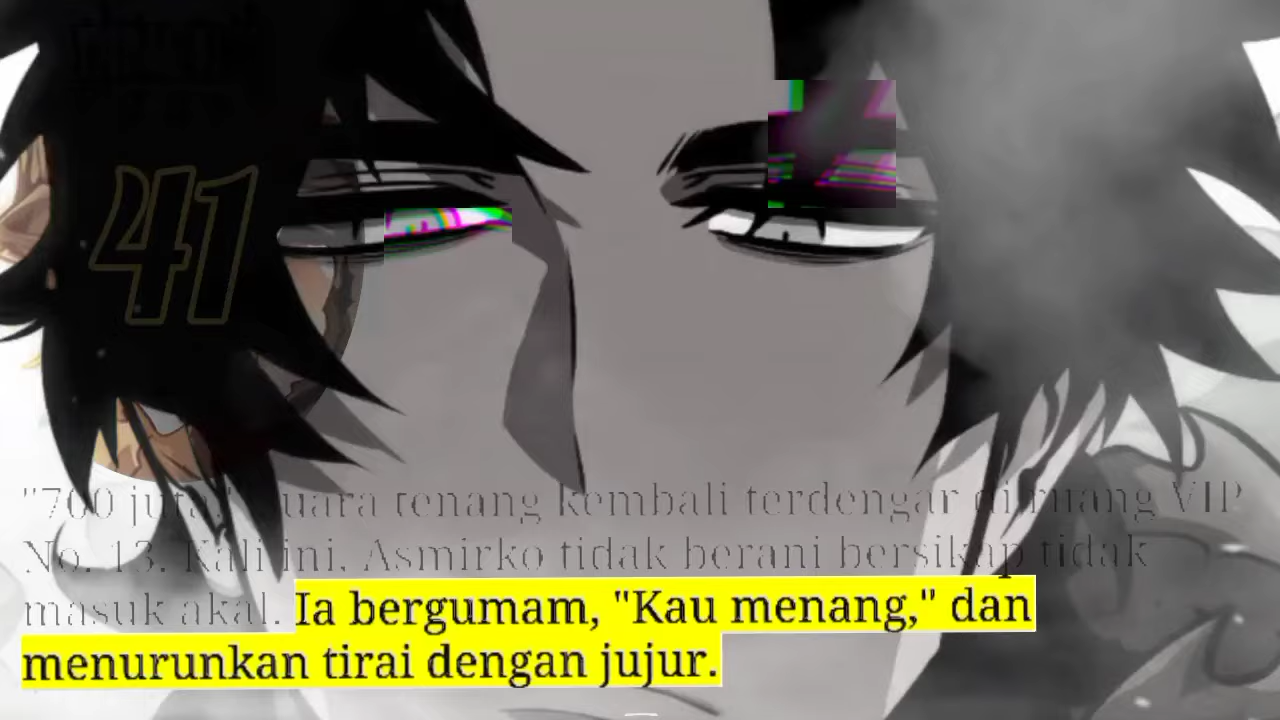 41
"700 juta." Suara tenang kembali terdengar di ruang VIP
No. 13. Kali ini, Asmirko tidak berani bersikap tidak
masuk akal. Ia bergumam, "Kau menang," dan
menurunkan tirai dengan jujur.